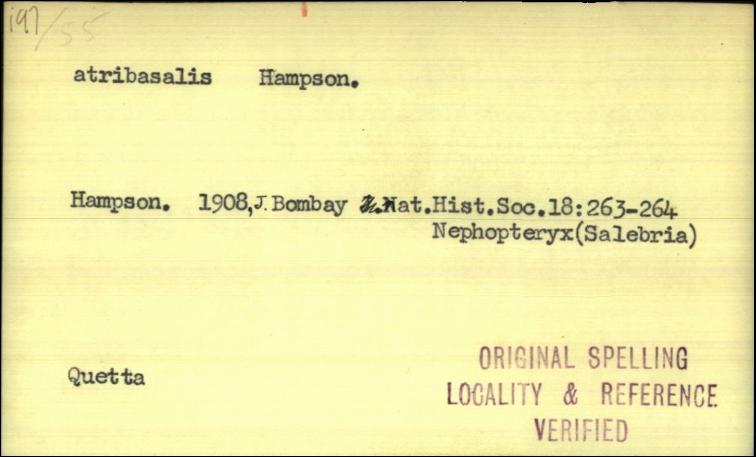 197/55
atribasalis Hampson.
Hampson. 1908, J. Bombay Nat.Hist.Soc.18:263-264
Nephopteryx(Salebria)
Quetta
ORIGINAL SPELLING
LOCALITY & REFERENCE
VERIFIED